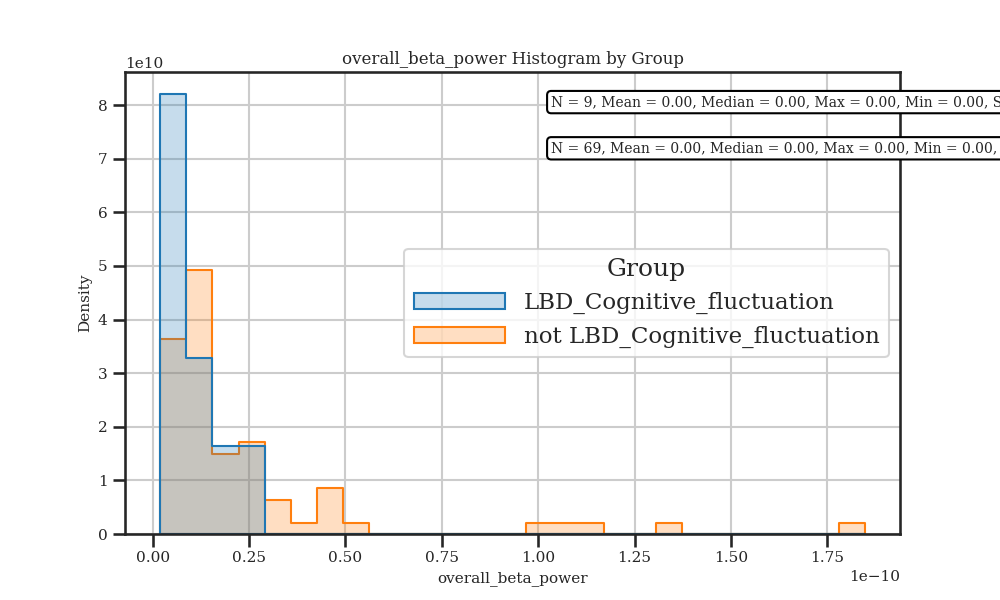 overall_beta_power Histogram by Group
1e10
N = 9, Mean = 0.00, Median = 0.00, Max = 0.00, Min = 0.00, S
N = 69, Mean = 0.00, Median = 0.00, Max = 0.00, Min = 0.00,
8
7
6
5
4
3
2
1
0
Density
Group
LBD_Cognitive_fluctuation
not LBD_Cognitive_fluctuation
0.00 0.25 0.50 0.75 1.00 1.25 1.50 1.75
overall_beta_power
1e−10